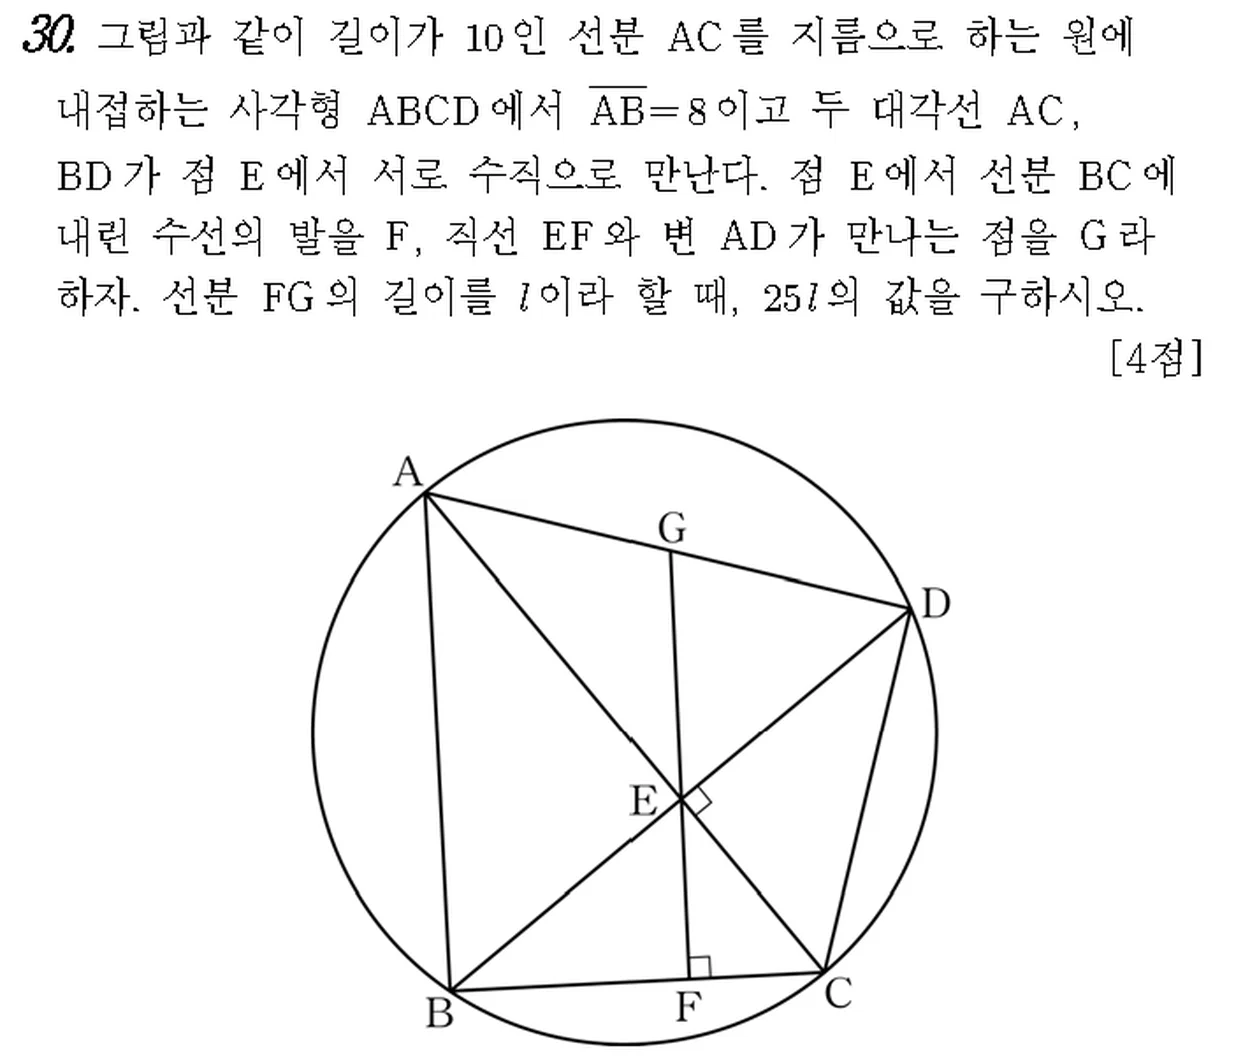 30. 그림과 같이 길이가 10인 선분 AC를 지름으로 하는 원에
내접하는 사각형 ABCD에서 AB=8이고 두 대각선 AC,
BD가 점 E에서 서로 수직으로 만난다. 점 E에서 선분 BC에
내린 수선의 발을 F, 직선 EF와 변 AD가 만나는 점을 G라
하자. 선분 FG의 길이를 l이라 할 때, 25l의 값을 구하시오.
[4점]
A
G
D
E
B
F
C